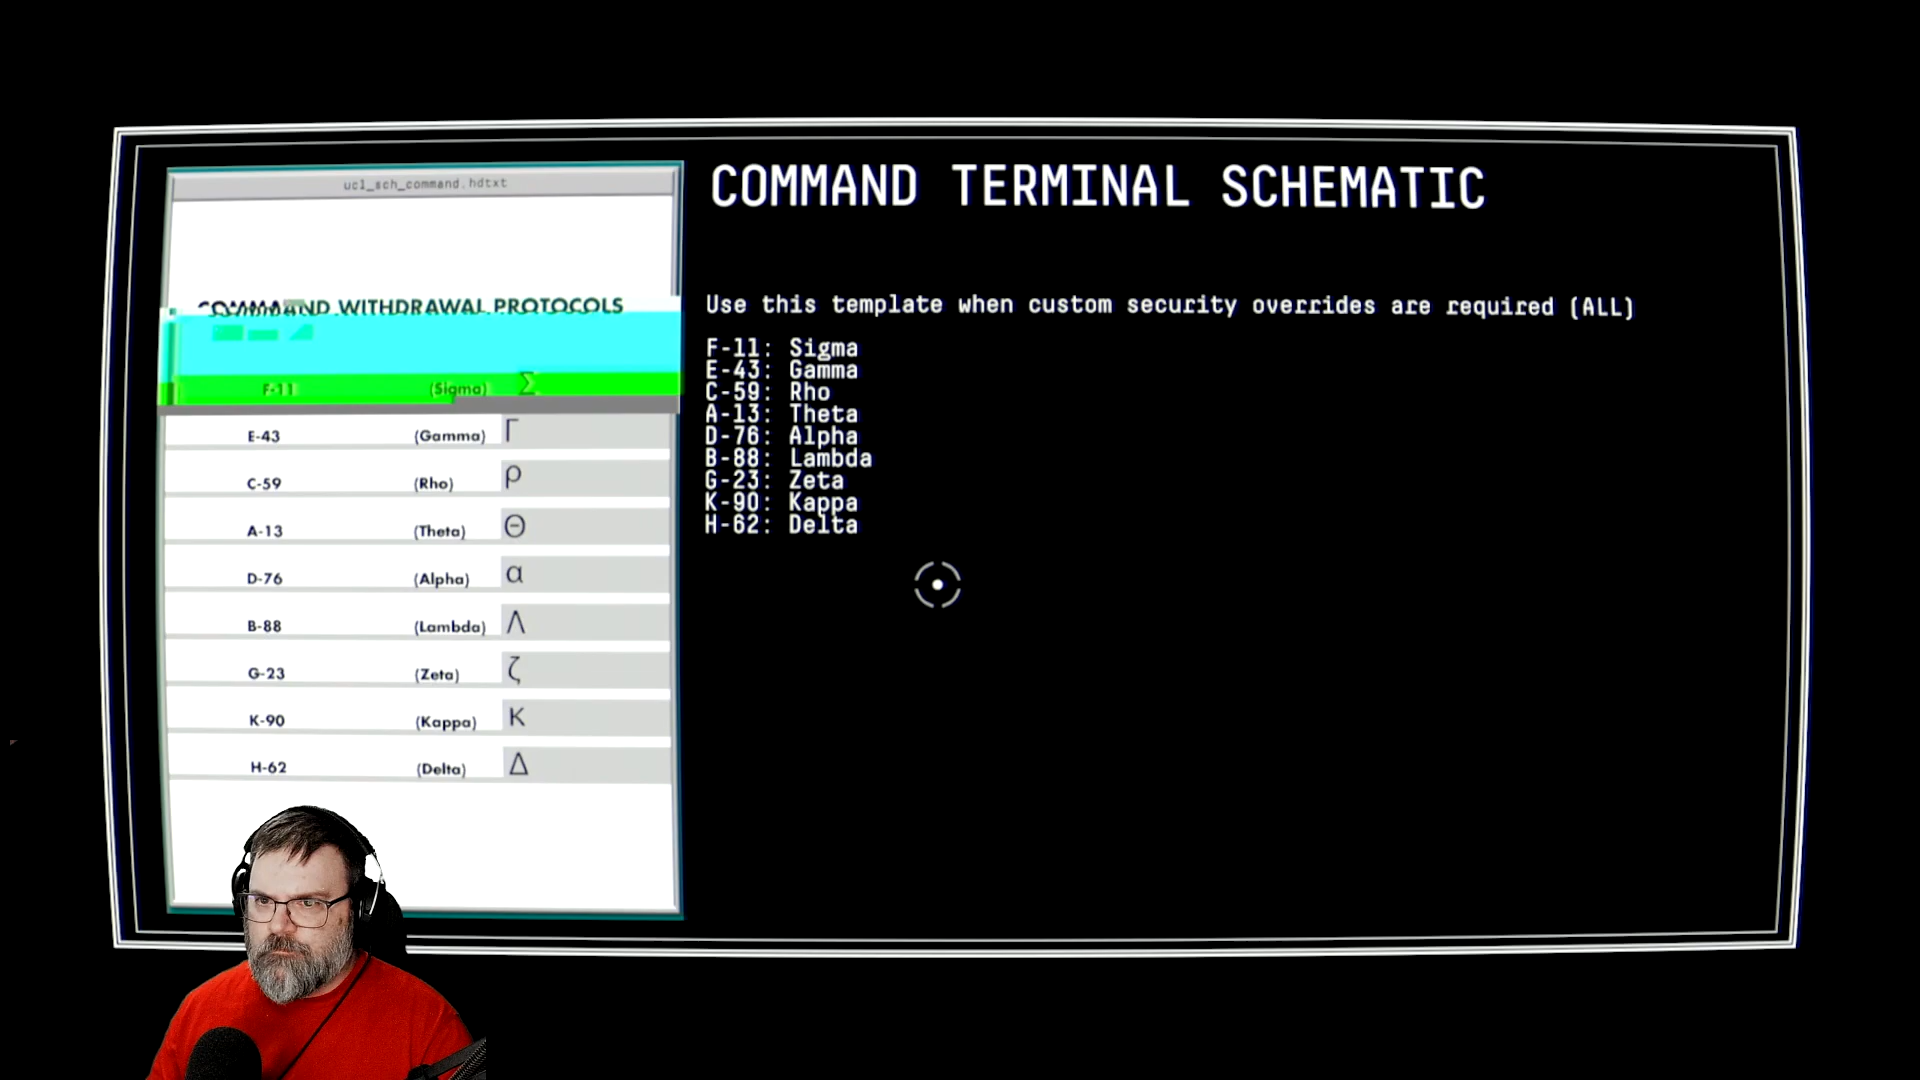 ucl_sch_command.hdtxt
COMMAND WITHDRAWAL PROTOCOLS
F-11 (Sigma) Σ
E-43 (Gamma) Γ
C-59 (Rho) ρ
A-13 (Theta) Θ
D-76 (Alpha) α
B-88 (Lambda) Λ
G-23 (Zeta) ζ
K-90 (Kappa) K
H-62 (Delta) Δ
COMMAND TERMINAL SCHEMATIC
Use this template when custom security overrides are required (ALL)
F-11: Sigma
E-43: Gamma
C-59: Rho
A-13: Theta
D-76: Alpha
B-88: Lambda
G-23: Zeta
K-90: Kappa
H-62: Delta